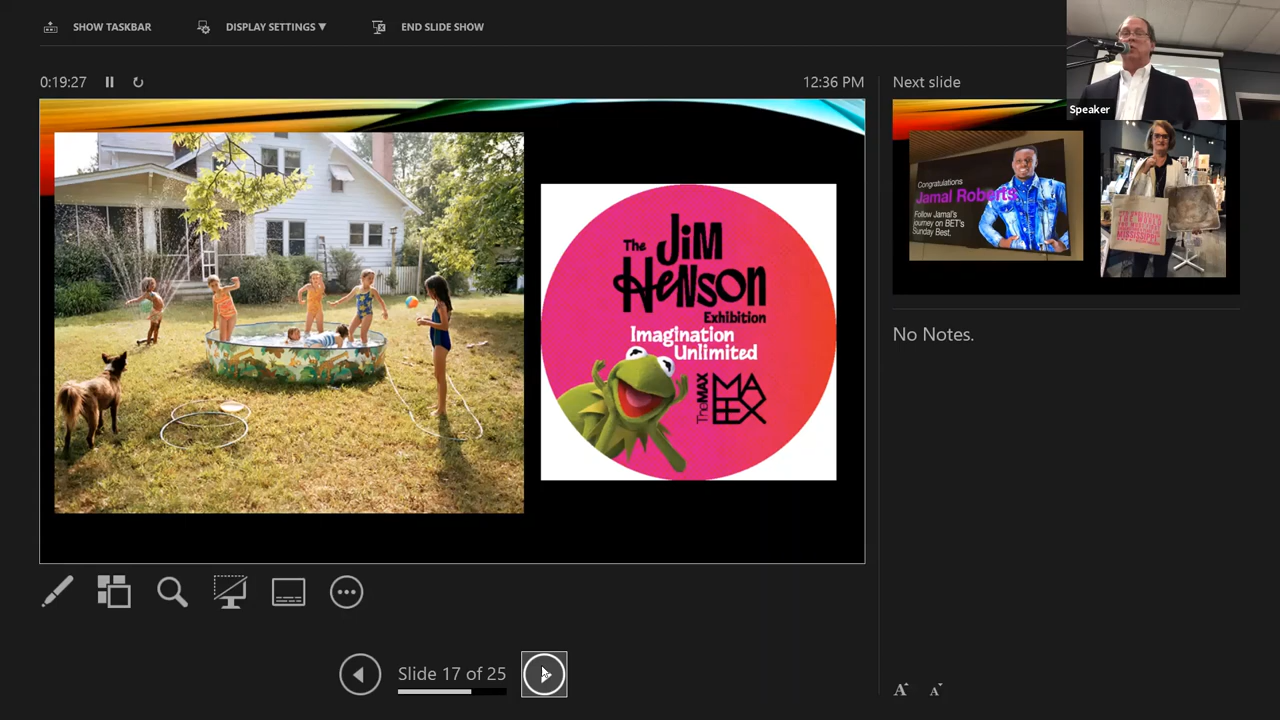 SHOW TASKBAR
DISPLAY SETTINGS ▼
END SLIDE SHOW
0:19:27
12:36 PM
Next slide
Speaker
The
JiM
HeNsoN
Exhibition
Imagination
Unlimited
The MAX
Congratulations
Jamal Roberts
Follow Jamal's
journey on BET's
Sunday Best.
MISSISSIPPI
No Notes.
Slide 17 of 25
A
A